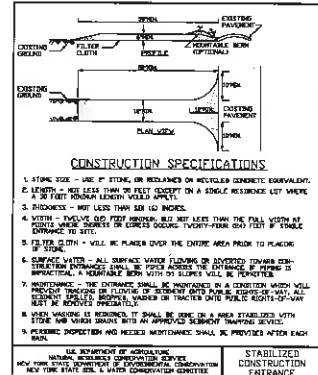 EXISTING
PAVEMENT
EXISTING
GROUND
FILTER
CLOTH
PROFILE
MOUNTABLE BERM
(OPTIONAL)
EXISTING
GROUND
EXISTING
PAVEMENT
PLAN VIEW
CONSTRUCTION SPECIFICATIONS
1. STONE SIZE - USE 2" STONE, OR RECLAIMED OR RECYCLED CONCRETE EQUIVALENT.
2. LENGTH - NOT LESS THAN 50 FEET (EXCEPT ON A SINGLE RESIDENCE LOT WHERE
A 30 FOOT MINIMUM LENGTH WOULD APPLY).
3. THICKNESS - NOT LESS THAN SIX (6) INCHES.
4. WIDTH - TWELVE (12) FOOT MINIMUM, BUT NOT LESS THAN THE FULL WIDTH AT
POINTS WHERE INGRESS OR EGRESS OCCURS. TWENTY-FOUR (24) FOOT IF SINGLE
ENTRANCE TO SITE.
5. FILTER CLOTH - WILL BE PLACED OVER THE ENTIRE AREA PRIOR TO PLACING
OF STONE.
6. SURFACE WATER - ALL SURFACE WATER FLOWING OR DIVERTED TOWARD CON-
STRUCTION ENTRANCES SHALL BE PIPED ACROSS THE ENTRANCE. IF PIPING IS
IMPRACTICAL, A MOUNTABLE BERM WITH 5:1 SLOPES WILL BE PERMITTED.
7. MAINTENANCE - THE ENTRANCE SHALL BE MAINTAINED IN A CONDITION WHICH WILL
PREVENT TRACKING OR FLOWING OF SEDIMENT ONTO PUBLIC RIGHTS-OF-WAY, ALL
SEDIMENT SPILLED, DROPPED, WASHED OR TRACKED ONTO PUBLIC RIGHTS-OF-WAY
MUST BE REMOVED IMMEDIATELY.
8. WHEN WASHING IS REQUIRED, IT SHALL BE DONE ON A AREA STABILIZED WITH
STONE AND WHICH DRAINS INTO AN APPROVED SEDIMENT TRAPPING DEVICE.
9. PERIODIC INSPECTION AND NEEDED MAINTENANCE SHALL BE PROVIDED AFTER EACH
RAIN.
U.S. DEPARTMENT OF AGRICULTURE
NATURAL RESOURCES CONSERVATION SERVICE
NEW YORK STATE DEPARTMENT OF ENVIRONMENTAL CONSERVATION
NEW YORK STATE SOIL & WATER CONSERVATION COMMITTEE
STABILIZED
CONSTRUCTION
ENTRANCE